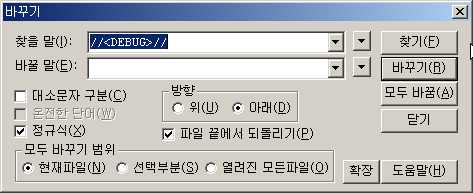 바꾸기
찾을 말(I): //<DEBUG>// 찾기(F)
바꿀 말(E): 바꾸기(R)
대소문자 구분(C) 방향 모두 바꿈(A)
온전한 단어(W) 위(U) 아래(D) 닫기
정규식(X) 파일 끝에서 되돌리기(P)
모두 바꾸기 범위
현재파일(N) 선택부분(S) 열려진 모든파일(O) 확장 도움말(H)